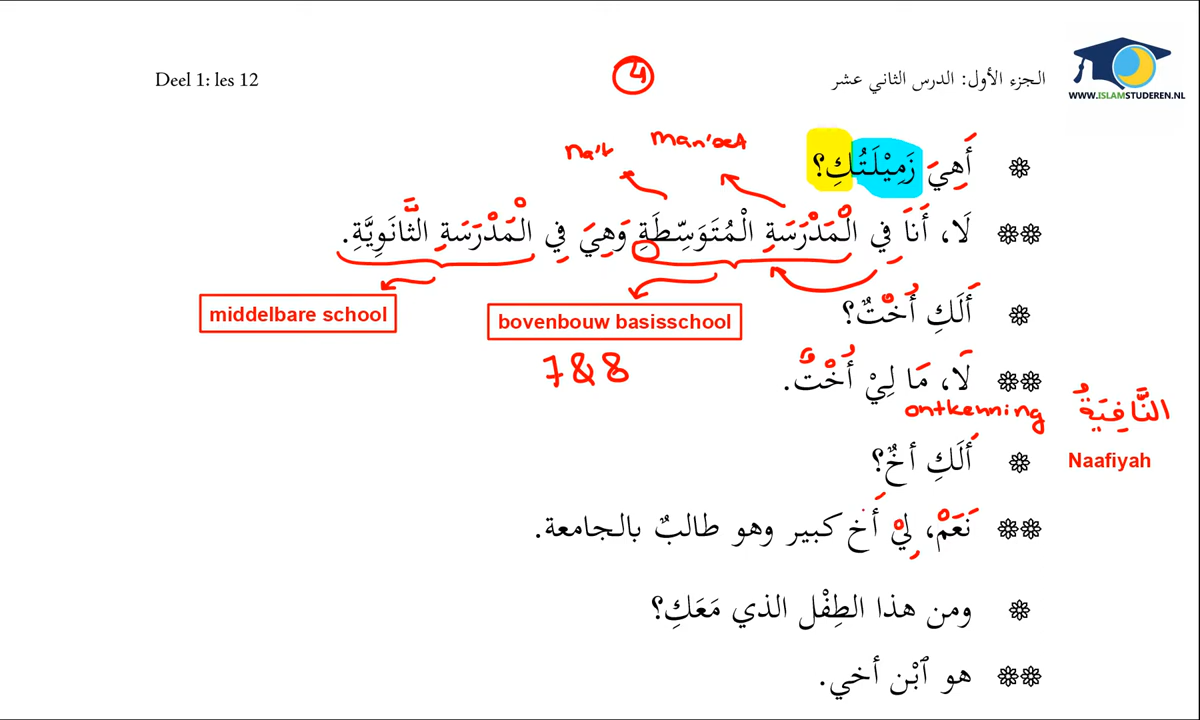 Deel 1: les 12
4
الجزء الأول: الدرس الثاني عشر
WWW.ISLAMSTUDEREN.NL
na't
man'oet
أَهِيَ زَمِيْلَتُكِ؟
لَا، أَنَا فِي الْمَدْرَسَةِ الْمُتَوَسِّطَةِ وَهِيَ فِي الْمَدْرَسَةِ الثَّانَوِيَّةِ.
middelbare school
bovenbouw basisschool
أَلَكِ أُخْتٌ؟
7 & 8
لَا، مَا لِيْ أُخْتٌ.
ontkenning
النَّافِيَةُ
Naafiyah
أَلَكِ أخٌ؟
نَعَمْ، لِيْ أَخ كبير وهو طالبٌ بالجامعة.
ومن هذا الطِفْل الذي مَعَكِ؟
هو ٱبْن أخي.